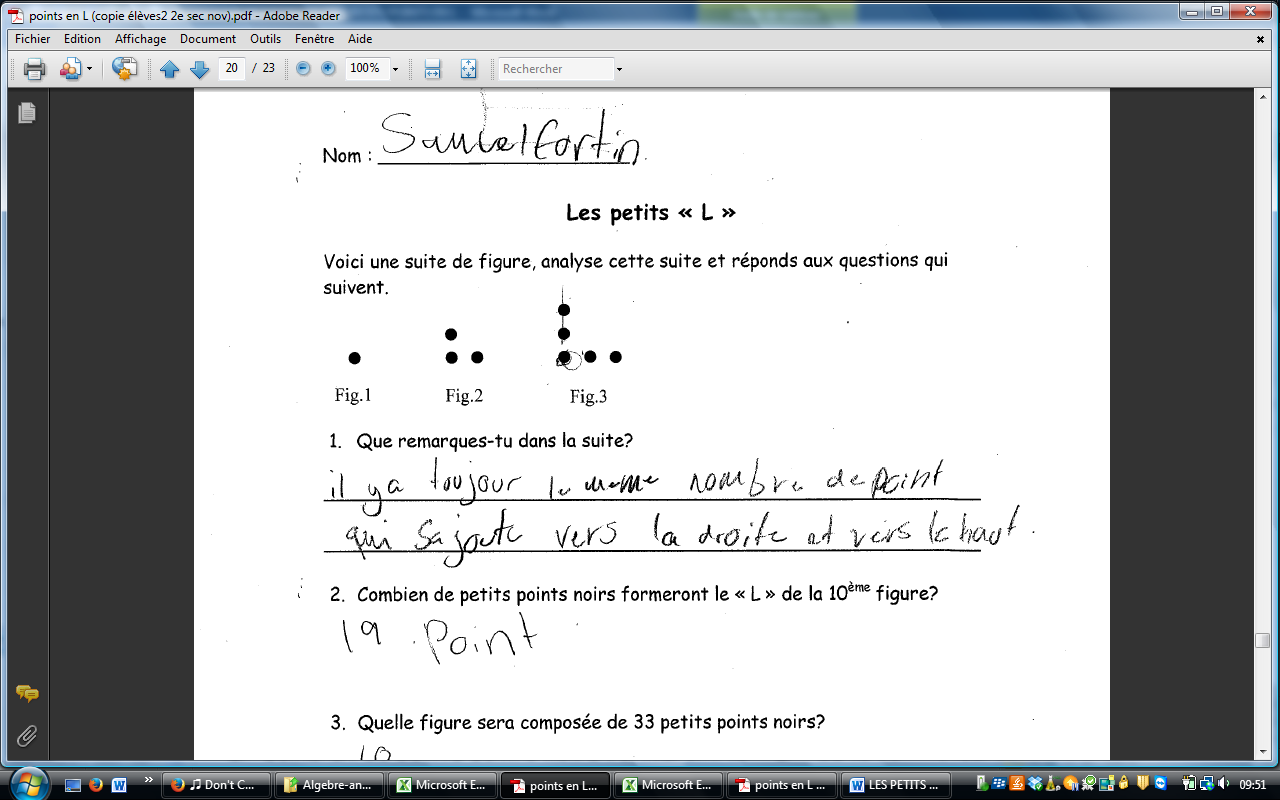 points en L (copie élèves2 2e sec nov).pdf - Adobe Reader
Fichier Edition Affichage Document Outils Fenêtre Aide
20 / 23 100% Rechercher
Nom : Fortin
Les petits « L »
Voici une suite de figure, analyse cette suite et réponds aux questions qui
suivent.
Fig.1 Fig.2 Fig.3
1. Que remarques-tu dans la suite?
il y a toujour le meme nombre de point
qui sajoute vers la droite et vers le haut.
2. Combien de petits points noirs formeront le « L » de la 10ème figure?
19 Point
3. Quelle figure sera composée de 33 petits points noirs?
» Don't C... Algebre-an... Microsoft E... points en L... Microsoft E... points en L ... LES PETITS ... 09:51